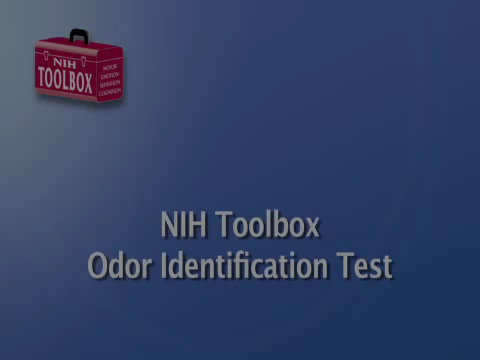 NIH
TOOLBOX
MOTOR
EMOTION
SENSATION
COGNITION
NIH Toolbox
Odor Identification Test